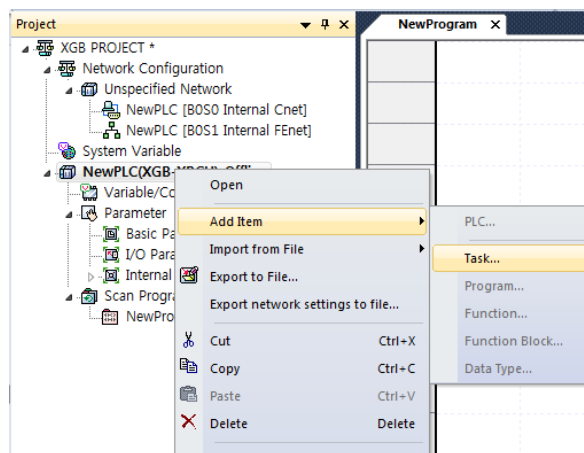 Project
NewProgram
XGB PROJECT *
Network Configuration
Unspecified Network
NewPLC [B0S0 Internal Cnet]
NewPLC [B0S1 Internal FEnet]
System Variable
Variable/Co
Parameter
Basic Pa
I/O Para
Internal
Scan Progra
NewPro
Open
Add Item
Import from File
Export to File...
Export network settings to file...
Cut Ctrl+X
Copy Ctrl+C
Paste Ctrl+V
Delete Delete
PLC...
Task...
Program...
Function...
Function Block...
Data Type...